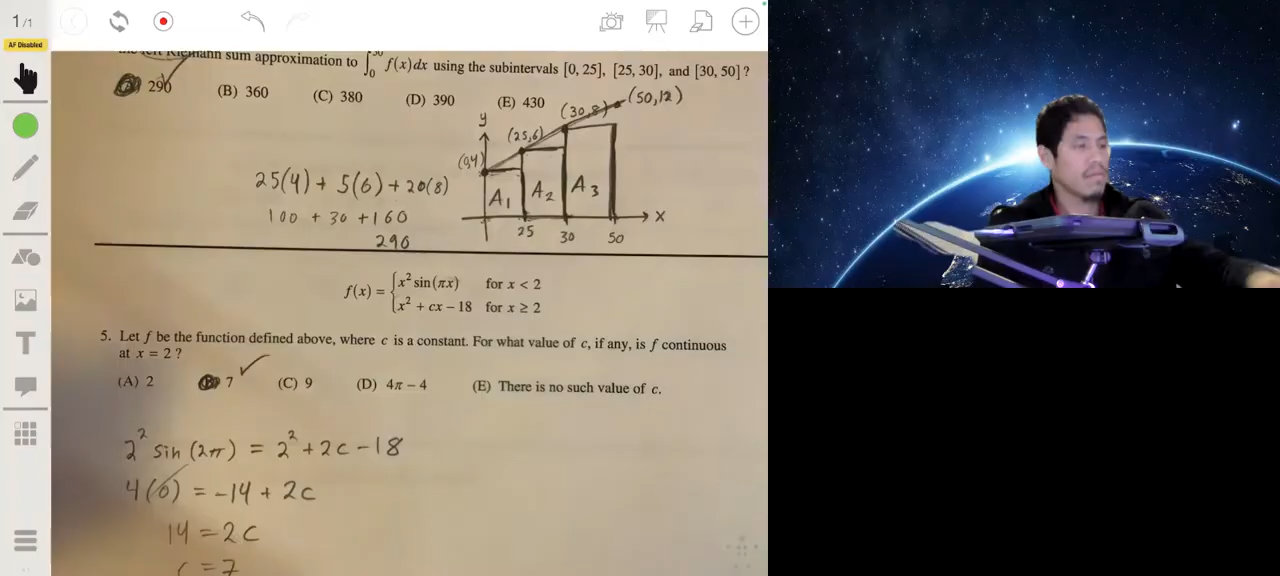 1/1
AF Disabled
the left Riemann sum approximation to ∫₀⁵⁰ f(x)dx using the subintervals [0, 25], [25, 30], and [30, 50] ?
290 (B) 360 (C) 380 (D) 390 (E) 430
(50,12)
(30,8)
(25,6)
(0,4)
y
25(4) + 5(6) + 20(8)
100 + 30 + 160
290
A₁ A₂ A₃
x
25 30 50
f(x) = { x² sin(πx) for x < 2
x² + cx − 18 for x ≥ 2
5. Let f be the function defined above, where c is a constant. For what value of c, if any, is f continuous
at x = 2 ?
(A) 2 7 (C) 9 (D) 4π − 4 (E) There is no such value of c.
2² sin (2π) = 2² + 2c − 18
4(0) = −14 + 2c
14 = 2c
c = 7
T